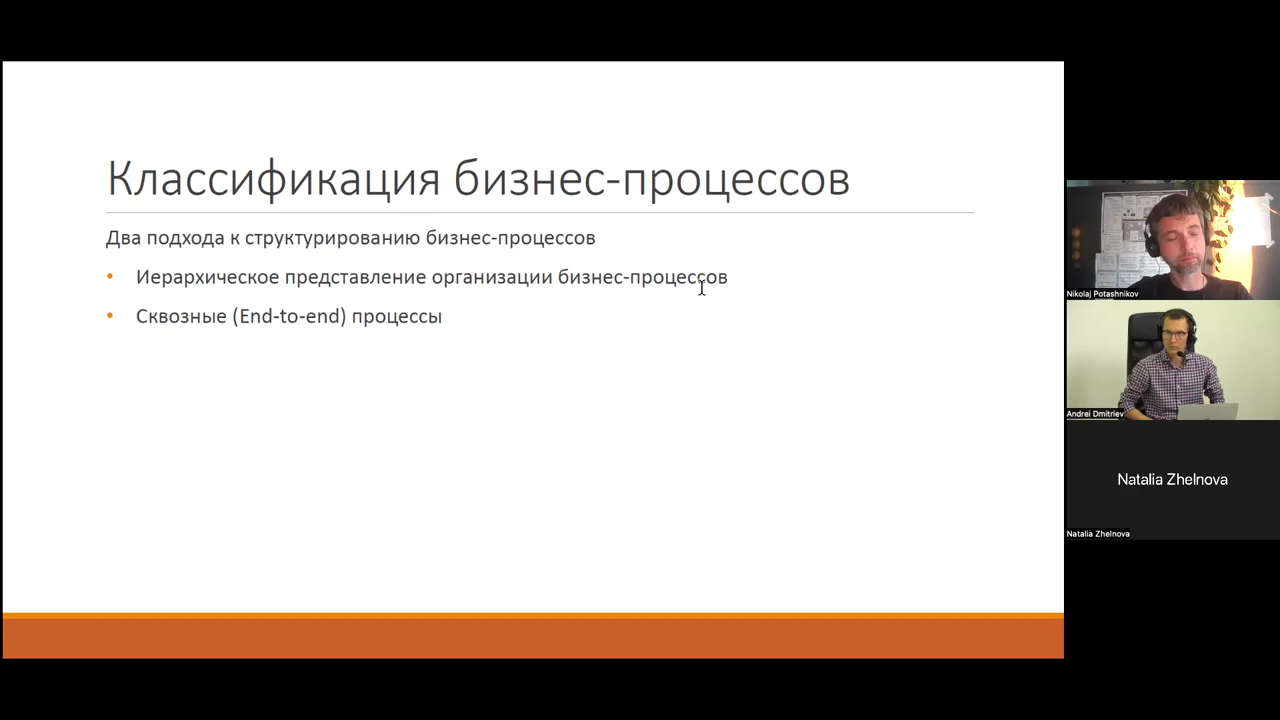 Классификация бизнес-процессов
Два подхода к структурированию бизнес-процессов
• Иерархическое представление организации бизнес-процессов
• Сквозные (End-to-end) процессы
Nikolaj Potashnikov
Andrei Dmitriev
Natalia Zhelnova
Natalia Zhelnova